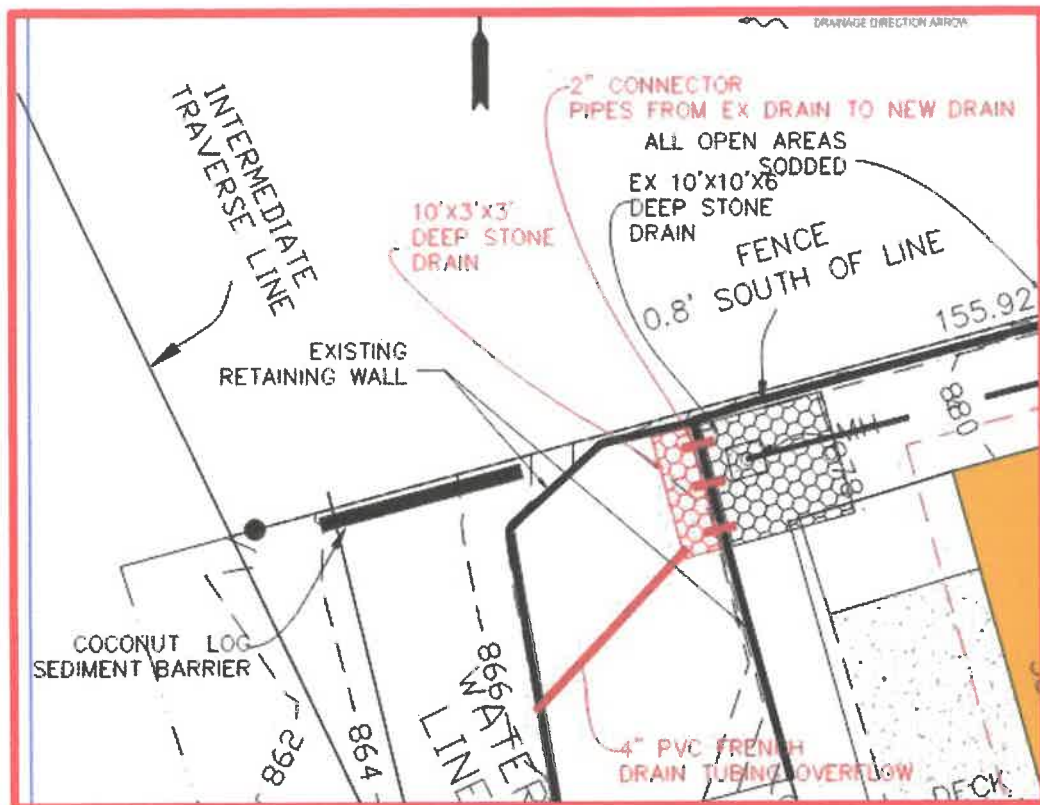 DRAINAGE DIRECTION ARROW
INTERMEDIATE
TRAVERSE LINE
2" CONNECTOR
PIPES FROM EX DRAIN TO NEW DRAIN
ALL OPEN AREAS
SODDED
EX 10'X10'X6'
DEEP STONE
DRAIN
10'X3'X3'
DEEP STONE
DRAIN
FENCE
0.8' SOUTH OF LINE
155.92
EXISTING
RETAINING WALL
880
MH
878
COCONUT LOG
SEDIMENT BARRIER
862
864
866
WATER
LINE
4" PVC FRENCH
DRAIN TUBING OVERFLOW
DECK